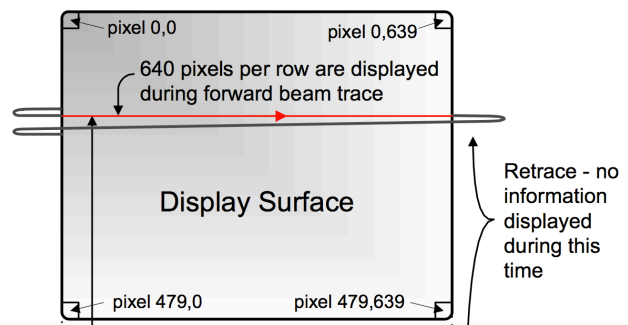 pixel 0,0
pixel 0,639
640 pixels per row are displayed
during forward beam trace
Display Surface
Retrace - no
information
displayed
during this
time
pixel 479,0
pixel 479,639